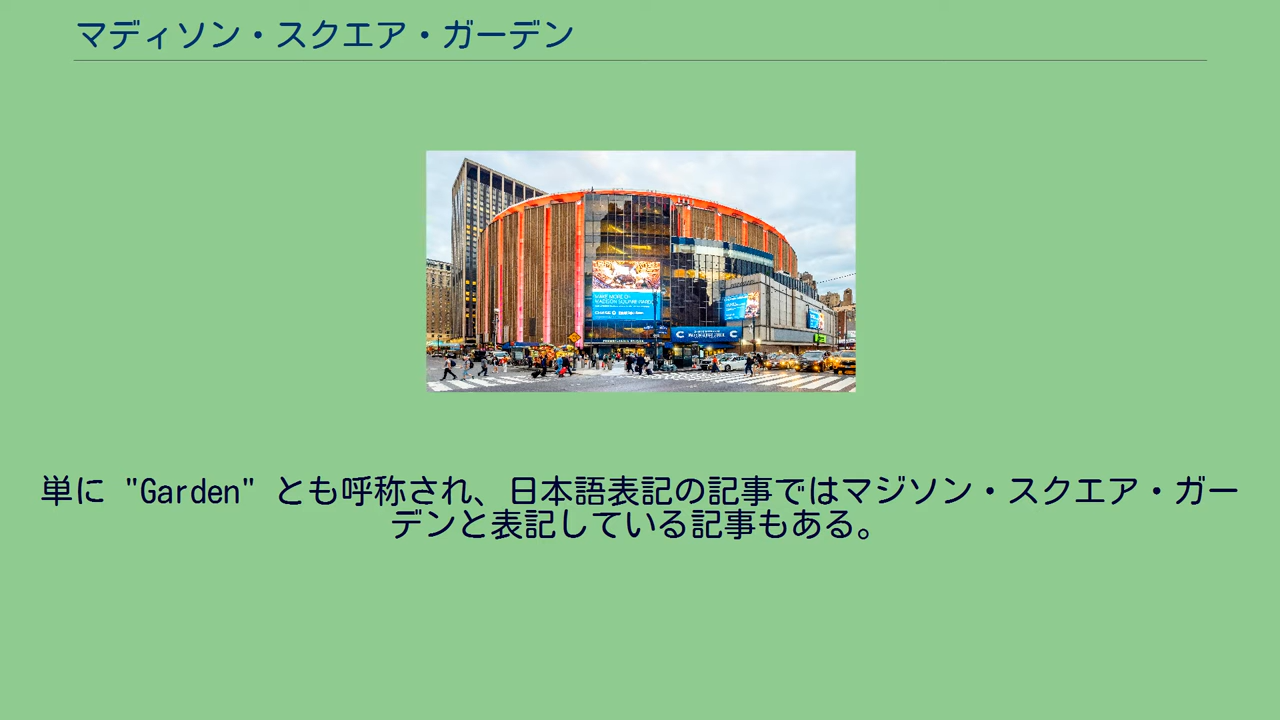 マディソン・スクエア・ガーデン
単に "Garden" とも呼称され、日本語表記の記事ではマジソン・スクエア・ガー
デンと表記している記事もある。